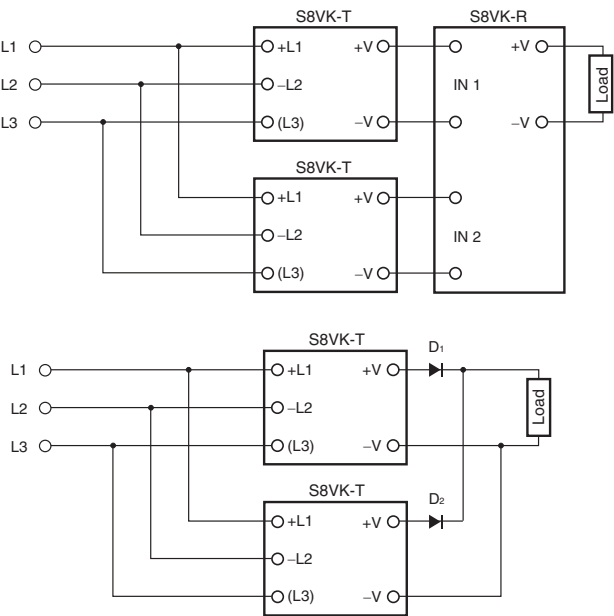 S8VK-T
S8VK-R
L1
+L1
+V
+V
L2
–L2
IN 1
Load
L3
(L3)
–V
–V
S8VK-T
+L1
+V
–L2
IN 2
(L3)
–V
S8VK-T
D1
L1
+L1
+V
L2
–L2
Load
L3
(L3)
–V
S8VK-T
D2
+L1
+V
–L2
(L3)
–V